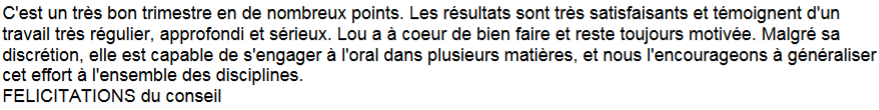 C'est un très bon trimestre en de nombreux points. Les résultats sont très satisfaisants et témoignent d'un
travail très régulier, approfondi et sérieux. Lou a à coeur de bien faire et reste toujours motivée. Malgré sa
discrétion, elle est capable de s'engager à l'oral dans plusieurs matières, et nous l'encourageons à généraliser
cet effort à l'ensemble des disciplines.
FELICITATIONS du conseil